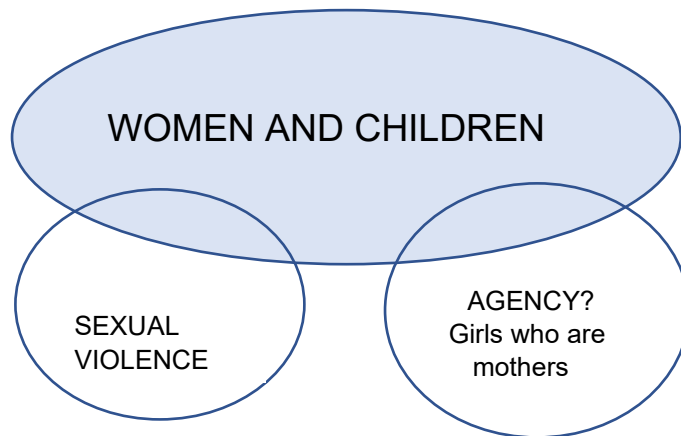 WOMEN AND CHILDREN
SEXUAL
VIOLENCE
AGENCY?
Girls who are
mothers